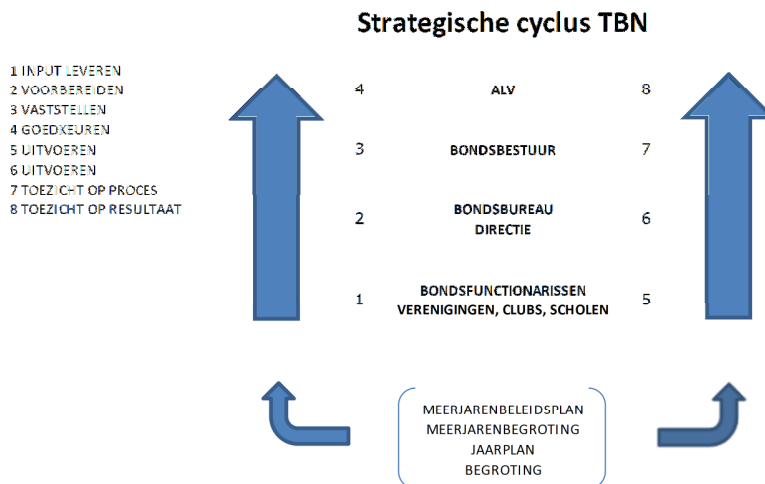 Strategische cyclus TBN
1 INPUT LEVEREN
2 VOORBEREIDEN
3 VASTSTELLEN
4 GOEDKEUREN
5 UITVOEREN
6 UITVOEREN
7 TOEZICHT OP PROCES
8 TOEZICHT OP RESULTAAT
4 ALV 8
3 BONDSBESTUUR 7
2 BONDSBUREAU 6
DIRECTIE
1 BONDSFUNCTIONARISSEN 5
VERENIGINGEN, CLUBS, SCHOLEN
MEERJARENBELEIDSPLAN
MEERJARENBEGROTING
JAARPLAN
BEGROTING